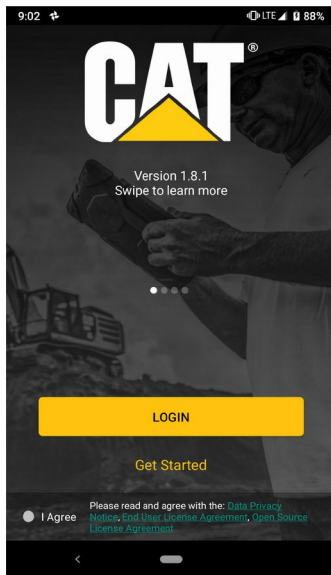 9:02 LTE 88%
CAT®
Version 1.8.1
Swipe to learn more
LOGIN
Get Started
I Agree
Please read and agree with the: Data Privacy
Notice, End User License Agreement, Open Source
License Agreement